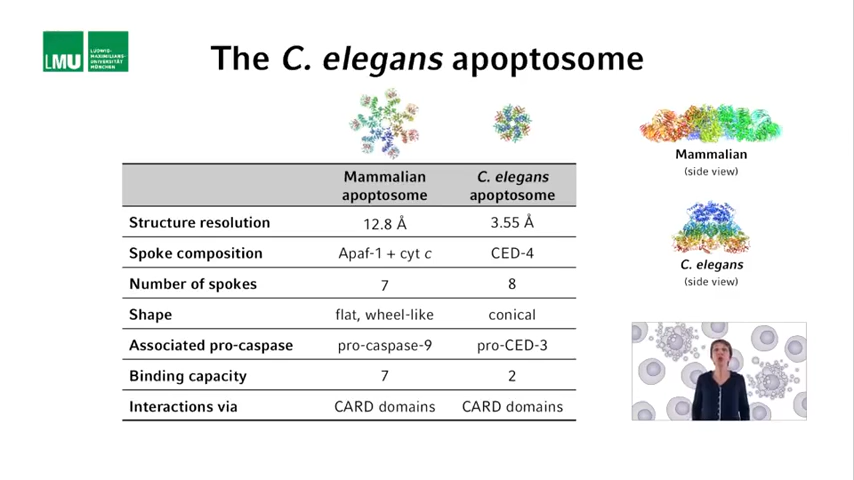 LMU
LUDWIG-
MAXIMILIANS-
UNIVERSITÄT
MÜNCHEN
The C. elegans apoptosome
Mammalian apoptosome
C. elegans apoptosome
Structure resolution 12.8 Å 3.55 Å
Spoke composition Apaf-1 + cyt c CED-4
Number of spokes 7 8
Shape flat, wheel-like conical
Associated pro-caspase pro-caspase-9 pro-CED-3
Binding capacity 7 2
Interactions via CARD domains CARD domains
Mammalian
(side view)
C. elegans
(side view)